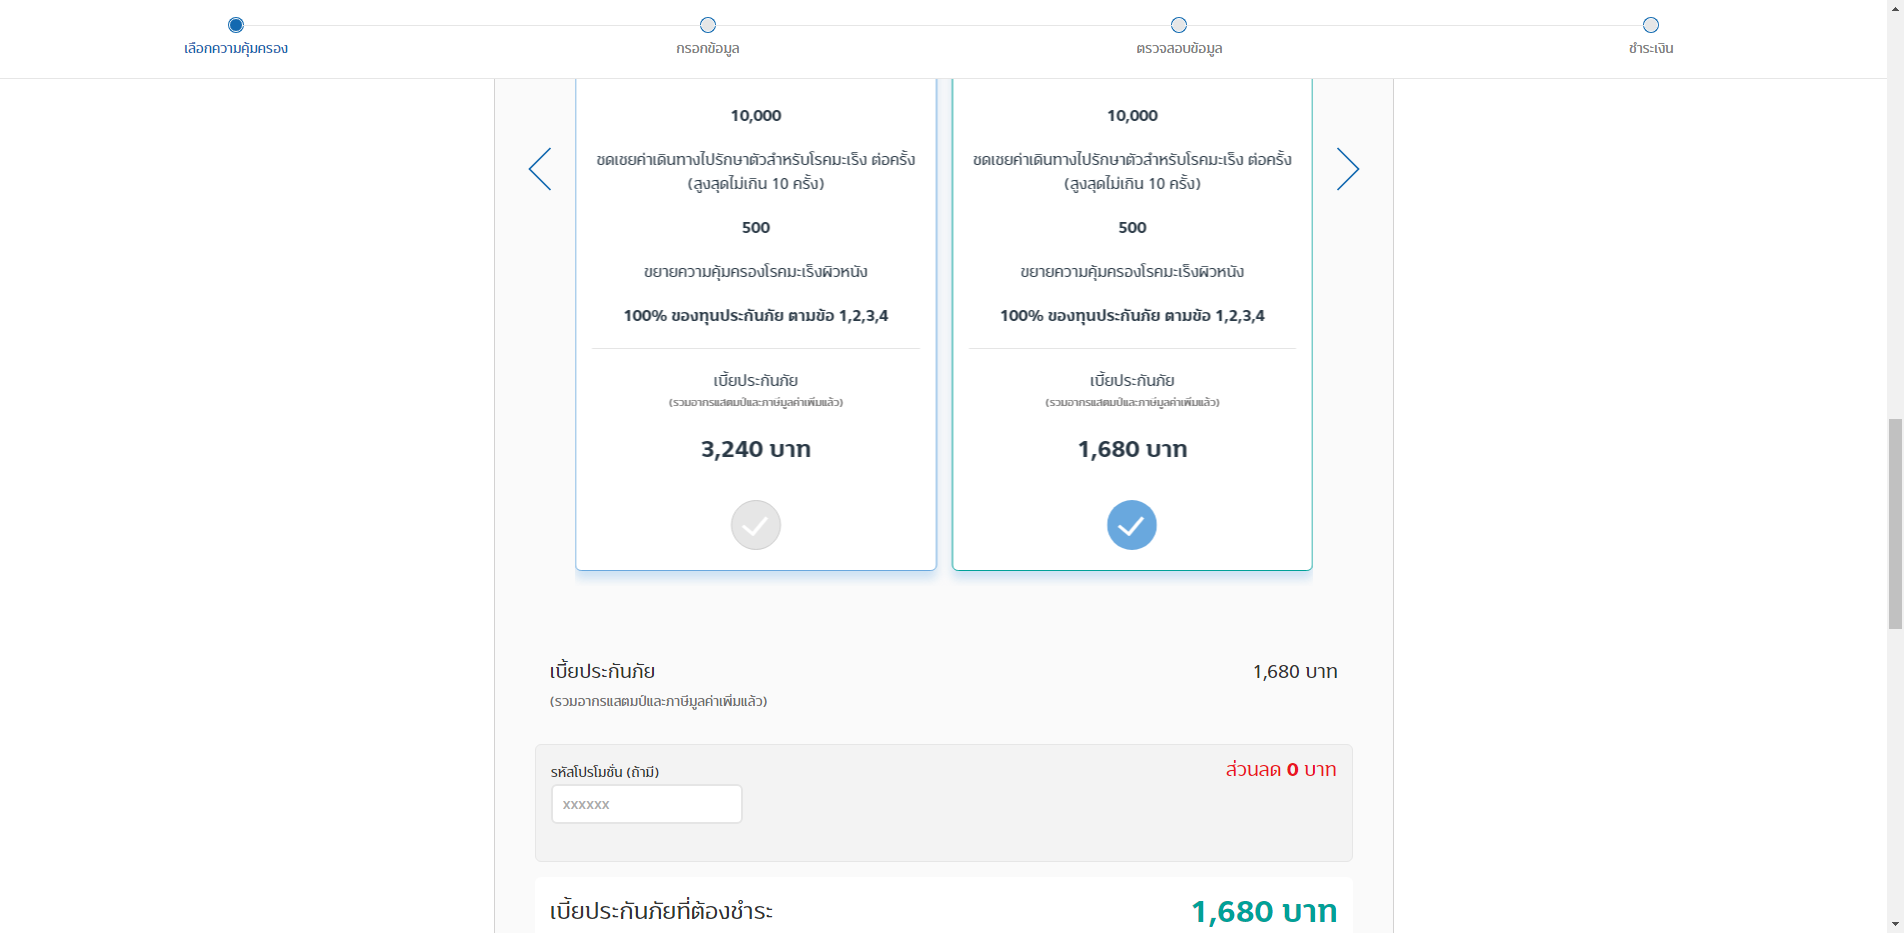 เลือกความคุ้มครอง
กรอกข้อมูล
ตรวจสอบข้อมูล
ชำระเงิน
10,000
ชดเชยค่าเดินทางไปรักษาตัวสำหรับโรคมะเร็ง ต่อครั้ง
(สูงสุดไม่เกิน 10 ครั้ง)
500
ขยายความคุ้มครองโรคมะเร็งผิวหนัง
100% ของทุนประกันภัย ตามข้อ 1,2,3,4
เบี้ยประกันภัย
(รวมอากรแสตมป์และภาษีมูลค่าเพิ่มแล้ว)
3,240 บาท
10,000
ชดเชยค่าเดินทางไปรักษาตัวสำหรับโรคมะเร็ง ต่อครั้ง
(สูงสุดไม่เกิน 10 ครั้ง)
500
ขยายความคุ้มครองโรคมะเร็งผิวหนัง
100% ของทุนประกันภัย ตามข้อ 1,2,3,4
เบี้ยประกันภัย
(รวมอากรแสตมป์และภาษีมูลค่าเพิ่มแล้ว)
1,680 บาท
เบี้ยประกันภัย
1,680 บาท
(รวมอากรแสตมป์และภาษีมูลค่าเพิ่มแล้ว)
รหัสโปรโมชั่น (ถ้ามี)
ส่วนลด 0 บาท
xxxxxx
เบี้ยประกันภัยที่ต้องชำระ
1,680 บาท